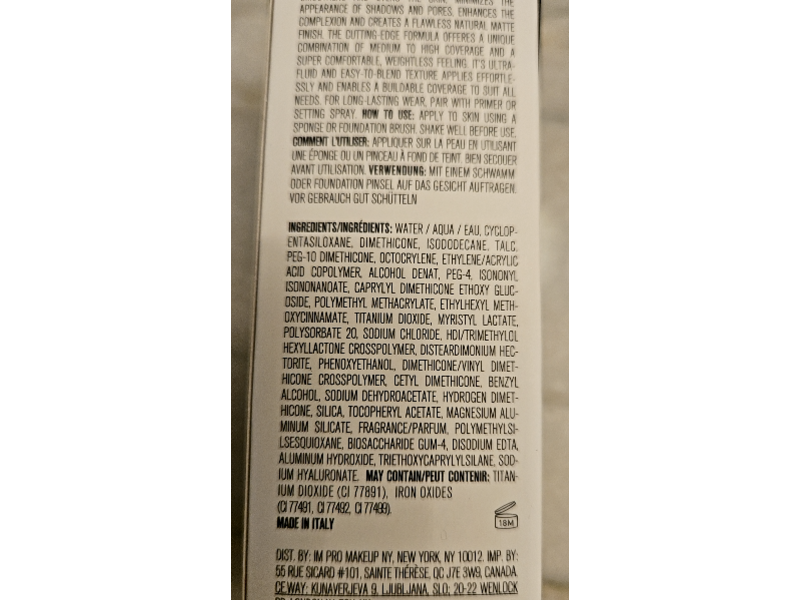 APPEARANCE OF SHADOWS AND PORES, ENHANCES THE
COMPLEXION AND CREATES A FLAWLESS NATURAL MATTE
FINISH. THE CUTTING-EDGE FORMULA OFFERES A UNIQUE
COMBINATION OF MEDIUM TO HIGH COVERAGE AND A
SUPER COMFORTABLE, WEIGHTLESS FEELING. IT'S ULTRA-
FLUID AND EASY-TO-BLEND TEXTURE APPLIES EFFORTLE-
SSLY AND ENABLES A BUILDABLE COVERAGE TO SUIT ALL
NEEDS. FOR LONG-LASTING WEAR, PAIR WITH PRIMER OR
SETTING SPRAY. HOW TO USE: APPLY TO SKIN USING A
SPONGE OR FOUNDATION BRUSH. SHAKE WELL BEFORE USE.
COMMENT L'UTILISER: APPLIQUER SUR LA PEAU EN UTILISANT
UNE ÉPONGE OU UN PINCEAU À FOND DE TEINT. BIEN SECOUER
AVANT UTILISATION. VERWENDUNG: MIT EINEM SCHWAMM
ODER FOUNDATION PINSEL AUF DAS GESICHT AUFTRAGEN.
VOR GEBRAUCH GUT SCHÜTTELN
INGREDIENTS/INGRÉDIENTS: WATER / AQUA / EAU, CYCLOP-
ENTASILOXANE, DIMETHICONE, ISODODECANE, TALC,
PEG-10 DIMETHICONE, OCTOCRYLENE, ETHYLENE/ACRYLIC
ACID COPOLYMER, ALCOHOL DENAT, PEG-4, ISONONYL
ISONONANOATE, CAPRYLYL DIMETHICONE ETHOXY GLUC-
OSIDE, POLYMETHYL METHACRYLATE, ETHYLHEXYL METH-
OXYCINNAMATE, TITANIUM DIOXIDE, MYRISTYL LACTATE,
POLYSORBATE 20, SODIUM CHLORIDE, HDI/TRIMETHYLOL
HEXYLLACTONE CROSSPOLYMER, DISTEARDIMONIUM HEC-
TORITE, PHENOXYETHANOL, DIMETHICONE/VINYL DIMET-
HICONE CROSSPOLYMER, CETYL DIMETHICONE, BENZYL
ALCOHOL, SODIUM DEHYDROACETATE, HYDROGEN DIMET-
HICONE, SILICA, TOCOPHERYL ACETATE, MAGNESIUM ALU-
MINUM SILICATE, FRAGRANCE/PARFUM, POLYMETHYLSI-
LSESQUIOXANE, BIOSACCHARIDE GUM-4, DISODIUM EDTA,
ALUMINUM HYDROXIDE, TRIETHOXYCAPRYLYLSILANE, SOD-
IUM HYALURONATE. MAY CONTAIN/PEUT CONTENIR: TITAN-
IUM DIOXIDE (CI 77891), IRON OXIDES
(CI 77491, CI 77492, CI 77499).
MADE IN ITALY
18M
DIST. BY: IM PRO MAKEUP NY, NEW YORK, NY 10012. IMP. BY:
55 RUE SICARD #101, SAINTE THÉRÈSE, QC J7E 3W9, CANADA
CE.WAY: KUNAVERJEVA 9, LJUBLJANA, SLO; 20-22 WENLOCK